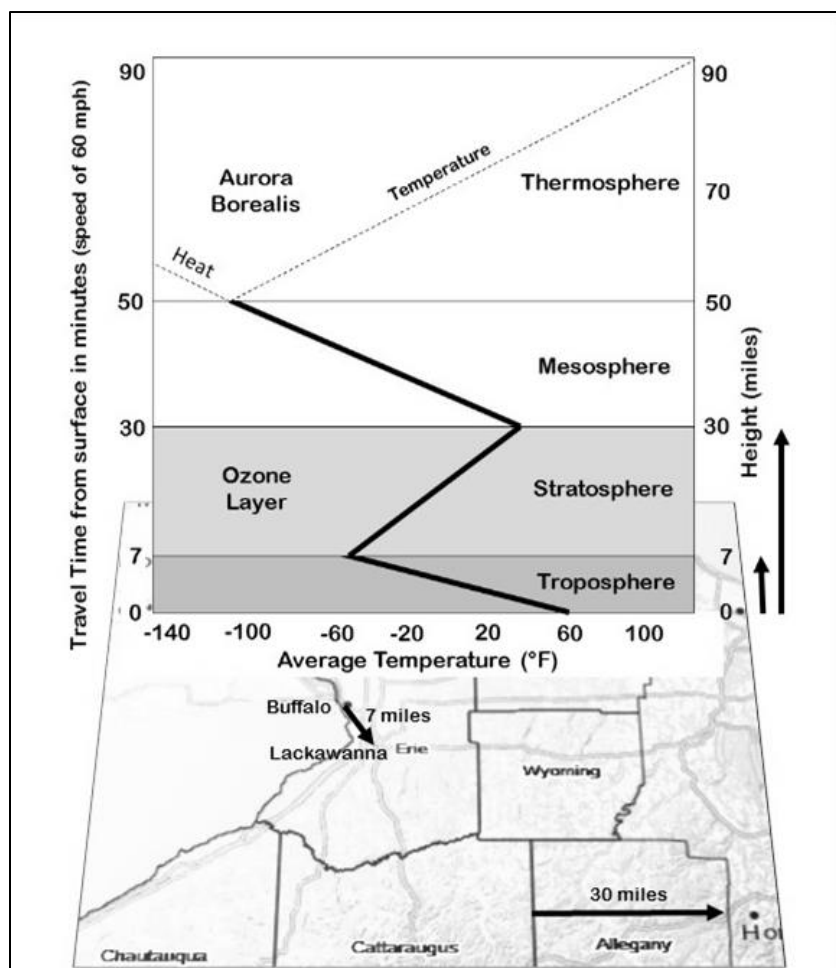 Travel Time from surface in minutes (speed of 60 mph)
90
50
30
7
0
Aurora
Borealis
Heat
Temperature
Thermosphere
Mesosphere
Ozone
Layer
Stratosphere
Troposphere
90
70
50
30
7
0
Height (miles)
-140 -100 -60 -20 20 60 100
Average Temperature (°F)
Buffalo
7 miles
Lackawanna
Erie
Wyoming
30 miles
Chautauqua
Cattaraugus
Allegany